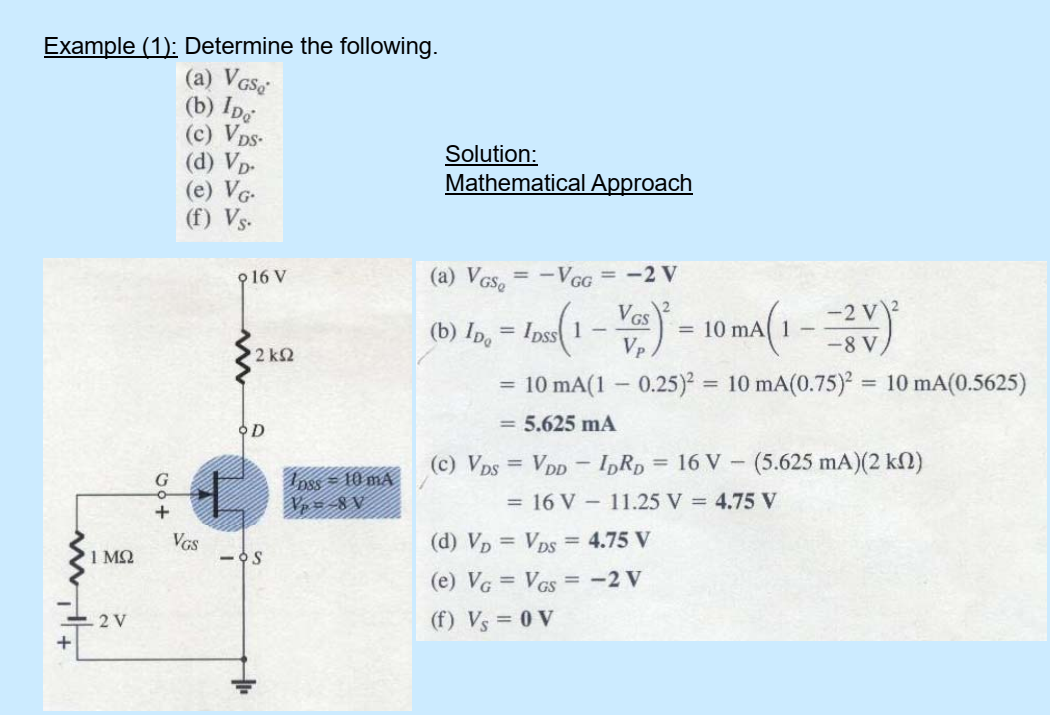 Example (1): Determine the following.
(a) V_GSQ.
(b) I_DQ.
(c) V_DS.
(d) V_D.
(e) V_G.
(f) V_S.
Solution:
Mathematical Approach
16 V
2 kΩ
D
I_DSS = 10 mA
V_P = −8 V
G
+
V_GS
−
S
1 MΩ
−
2 V
+
(a) V_GSQ = −V_GG = −2 V
(b) I_DQ = I_DSS(1 − V_GS/V_P)² = 10 mA(1 − −2 V/−8 V)²
= 10 mA(1 − 0.25)² = 10 mA(0.75)² = 10 mA(0.5625)
= 5.625 mA
(c) V_DS = V_DD − I_DR_D = 16 V − (5.625 mA)(2 kΩ)
= 16 V − 11.25 V = 4.75 V
(d) V_D = V_DS = 4.75 V
(e) V_G = V_GS = −2 V
(f) V_S = 0 V